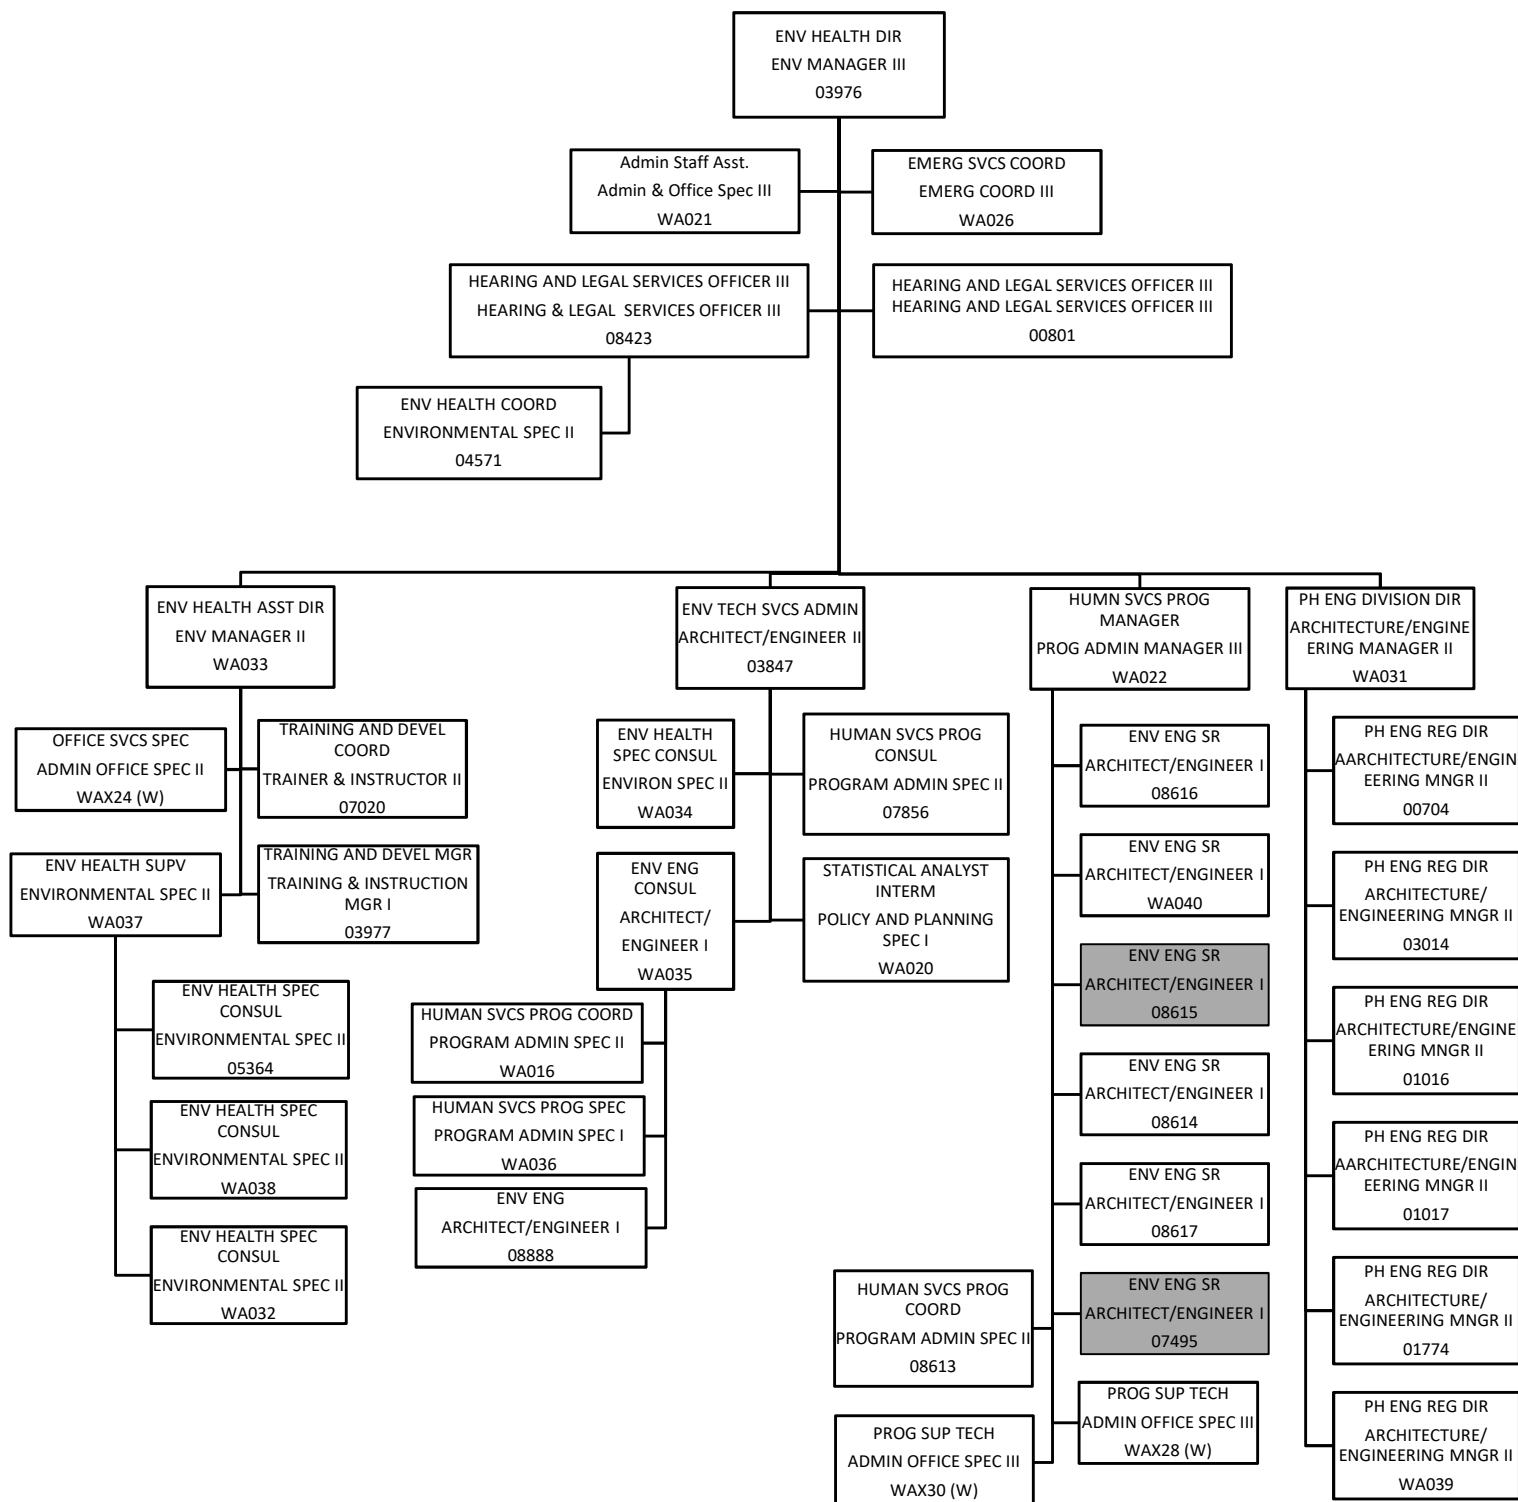 ENV HEALTH DIR
ENV MANAGER III
03976
Admin Staff Asst.
Admin & Office Spec III
WA021
EMERG SVCS COORD
EMERG COORD III
WA026
HEARING AND LEGAL SERVICES OFFICER III
HEARING & LEGAL  SERVICES OFFICER III
08423
HEARING AND LEGAL SERVICES OFFICER III
HEARING AND LEGAL SERVICES OFFICER III
00801
ENV HEALTH COORD
ENVIRONMENTAL SPEC II
04571
ENV HEALTH ASST DIR
ENV MANAGER II
WA033
OFFICE SVCS SPEC
ADMIN OFFICE SPEC II
WAX24 (W)
TRAINING AND DEVEL
COORD
TRAINER & INSTRUCTOR II
07020
ENV HEALTH SUPV
ENVIRONMENTAL SPEC II
WA037
TRAINING AND DEVEL MGR
TRAINING & INSTRUCTION
MGR I
03977
ENV HEALTH SPEC
CONSUL
ENVIRONMENTAL SPEC II
05364
ENV HEALTH SPEC
CONSUL
ENVIRONMENTAL SPEC II
WA038
ENV HEALTH SPEC
CONSUL
ENVIRONMENTAL SPEC II
WA032
ENV TECH SVCS ADMIN
ARCHITECT/ENGINEER II
03847
ENV HEALTH
SPEC CONSUL
ENVIRON SPEC II
WA034
HUMAN SVCS PROG
CONSUL
PROGRAM ADMIN SPEC II
07856
ENV ENG
CONSUL
ARCHITECT/
ENGINEER I
WA035
STATISTICAL ANALYST
INTERM
POLICY AND PLANNING
SPEC I
WA020
HUMAN SVCS PROG COORD
PROGRAM ADMIN SPEC II
WA016
HUMAN SVCS PROG SPEC
PROGRAM ADMIN SPEC I
WA036
ENV ENG
ARCHITECT/ENGINEER I
08888
HUMN SVCS PROG
MANAGER
PROG ADMIN MANAGER III
WA022
ENV ENG SR
ARCHITECT/ENGINEER I
08616
ENV ENG SR
ARCHITECT/ENGINEER I
WA040
ENV ENG SR
ARCHITECT/ENGINEER I
08615
ENV ENG SR
ARCHITECT/ENGINEER I
08614
ENV ENG SR
ARCHITECT/ENGINEER I
08617
ENV ENG SR
ARCHITECT/ENGINEER I
07495
HUMAN SVCS PROG
COORD
PROGRAM ADMIN SPEC II
08613
PROG SUP TECH
ADMIN OFFICE SPEC III
WAX28 (W)
PROG SUP TECH
ADMIN OFFICE SPEC III
WAX30 (W)
PH ENG DIVISION DIR
ARCHITECTURE/ENGINE
ERING MANAGER II
WA031
PH ENG REG DIR
AARCHITECTURE/ENGIN
EERING MNGR II
00704
PH ENG REG DIR
ARCHITECTURE/
ENGINEERING MNGR II
03014
PH ENG REG DIR
ARCHITECTURE/ENGINE
ERING MNGR II
01016
PH ENG REG DIR
AARCHITECTURE/ENGIN
EERING MNGR II
01017
PH ENG REG DIR
ARCHITECTURE/
ENGINEERING MNGR II
01774
PH ENG REG DIR
ARCHITECTURE/
ENGINEERING MNGR II
WA039